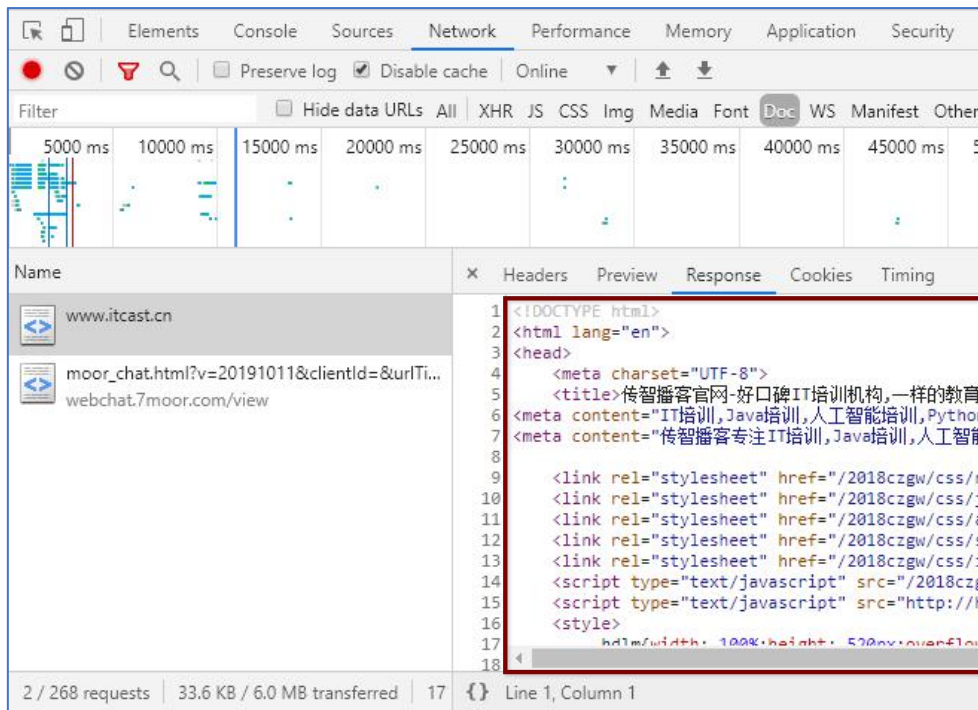 Elements Console Sources Network Performance Memory Application Security
Preserve log Disable cache Online
Filter Hide data URLs All XHR JS CSS Img Media Font Doc WS Manifest Other
5000 ms 10000 ms 15000 ms 20000 ms 25000 ms 30000 ms 35000 ms 40000 ms 45000 ms 5
Name
× Headers Preview Response Cookies Timing
www.itcast.cn
moor_chat.html?v=20191011&clientId=&urlTi...
webchat.7moor.com/view
1 <!DOCTYPE html>
2 <html lang="en">
3 <head>
4 <meta charset="UTF-8">
5 <title>传智播客官网-好口碑IT培训机构,一样的教育
6 <meta content="IT培训,Java培训,人工智能培训,Python
7 <meta content="传智播客专注IT培训,Java培训,人工智能
8
9 <link rel="stylesheet" href="/2018czgw/css/
10 <link rel="stylesheet" href="/2018czgw/css/j
11 <link rel="stylesheet" href="/2018czgw/css/a
12 <link rel="stylesheet" href="/2018czgw/css/s
13 <link rel="stylesheet" href="/2018czgw/css/
14 <script type="text/javascript" src="/2018czg
15 <script type="text/javascript" src="http://h
16 <style>
17 .hdlm{width: 100%;height: 520px;overflow
18
2 / 268 requests 33.6 KB / 6.0 MB transferred 17
{} Line 1, Column 1